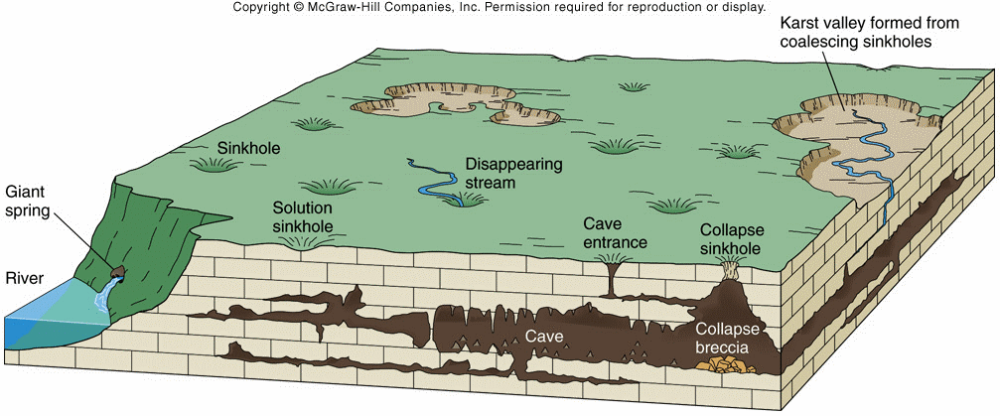 Copyright © McGraw-Hill Companies, Inc. Permission required for reproduction or display.
Karst valley formed from
coalescing sinkholes
Sinkhole
Disappearing
stream
Giant
spring
Solution
sinkhole
Cave
entrance
Collapse
sinkhole
River
Cave
Collapse
breccia